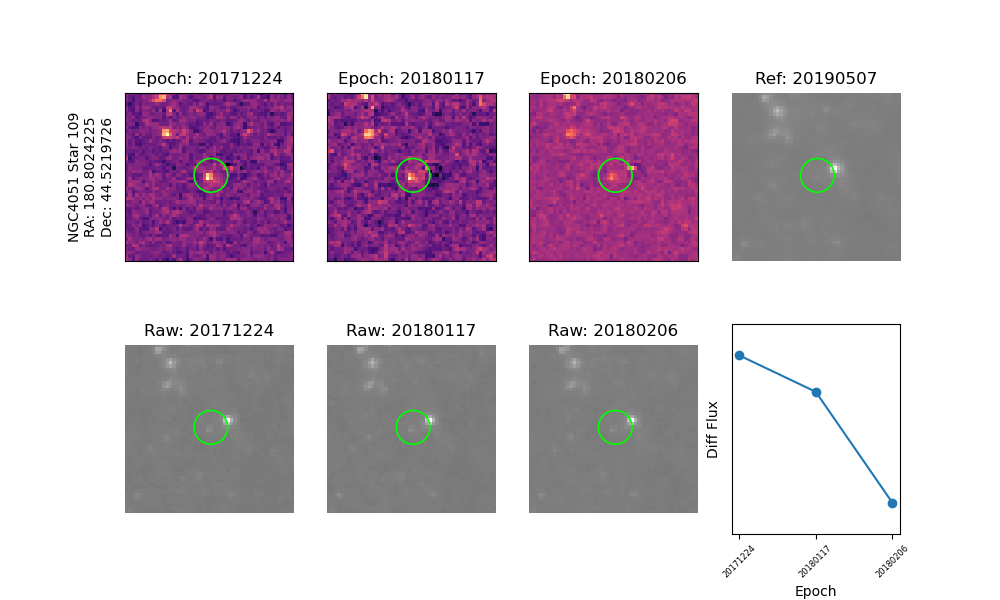 NGC4051 Star 109
RA: 180.8024225
Dec: 44.5219726
Epoch: 20171224
Epoch: 20180117
Epoch: 20180206
Ref: 20190507
Raw: 20171224
Raw: 20180117
Raw: 20180206
Diff Flux
20171224
20180117
20180206
Epoch